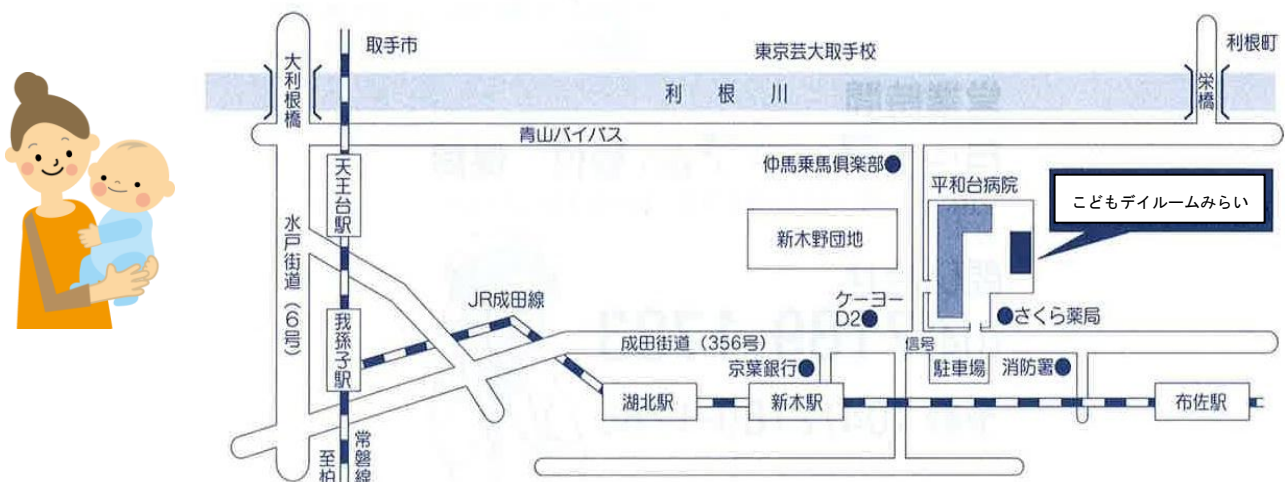 取手市
東京芸大取手校
利根町
大利根橋
利根川
栄橋
青山バイパス
天王台駅
仲馬乗馬倶楽部
平和台病院
こどもデイルームみらい
水戸街道(6号)
新木野団地
JR成田線
ケーヨー
D2
さくら薬局
我孫子駅
成田街道(356号)
信号
京葉銀行
駐車場
消防署
湖北駅
新木駅
布佐駅
常磐線
至柏